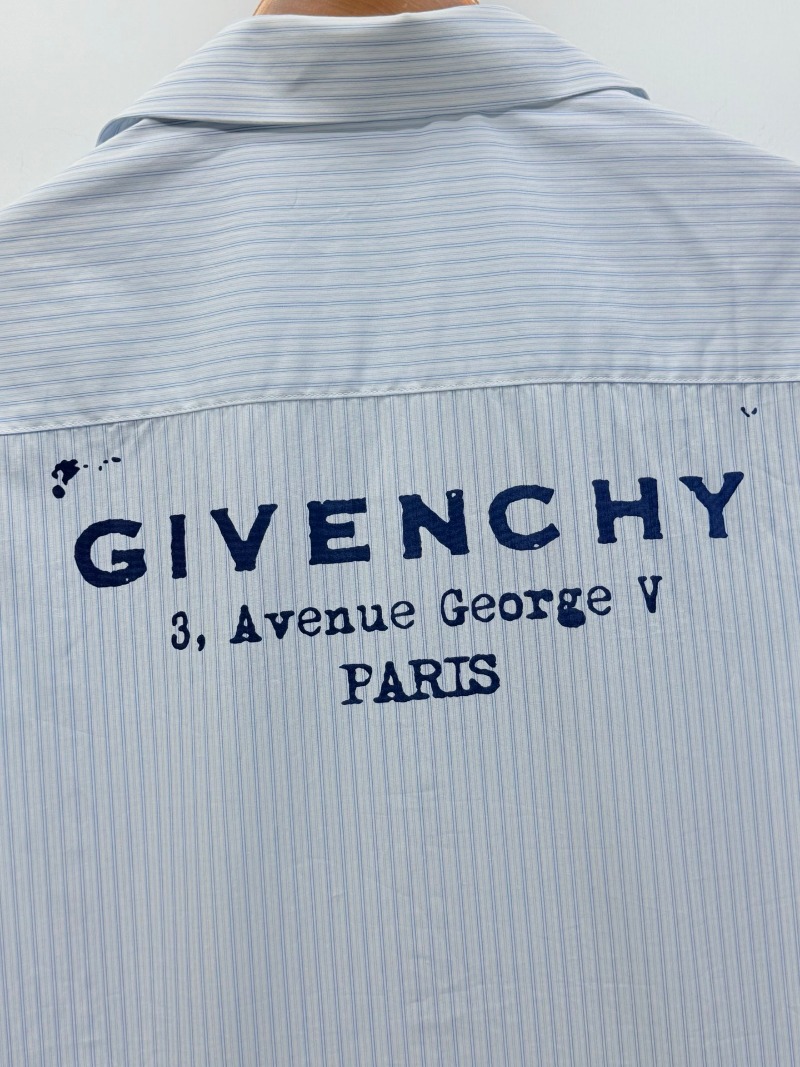 GIVENCHY
3, Avenue George V
PARIS